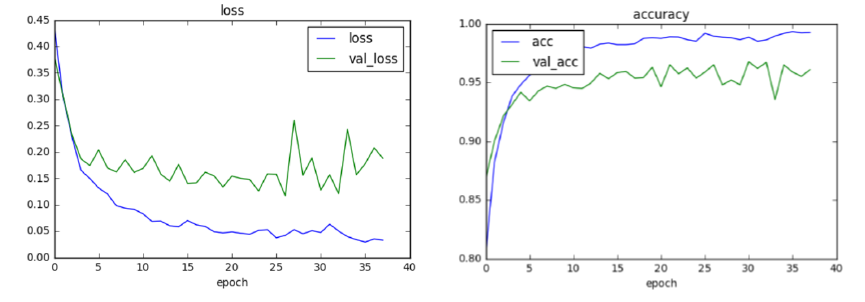 loss
0.45
0.40
0.35
0.30
0.25
0.20
0.15
0.10
0.05
0.00
loss
val_loss
0 5 10 15 20 25 30 35 40
epoch
accuracy
1.00
0.95
0.90
0.85
0.80
acc
val_acc
0 5 10 15 20 25 30 35 40
epoch